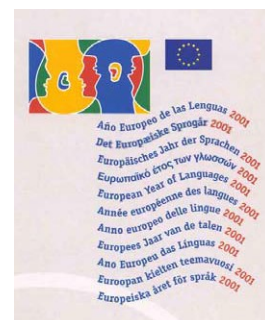 Año Europeo de las Lenguas 2001
Det Europæiske Sprogår 2001
Europäisches Jahr der Sprachen 2001
Ευρωπαϊκό έτος των γλωσσών 2001
European Year of Languages 2001
Année européenne des langues 2001
Anno europeo delle lingue 2001
Europees Jaar van de talen 2001
Ano Europeu das Línguas 2001
Euroopan kielten teemavuosi 2001
Europeiska året för språk 2001